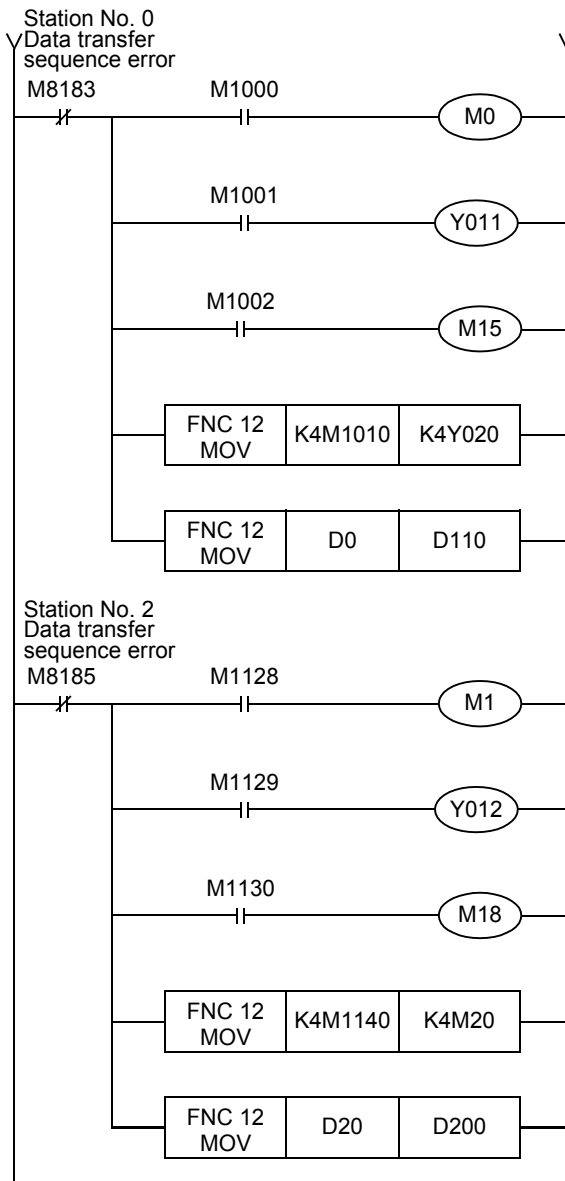 Station No. 0
Data transfer
sequence error
M8183 M1000
M0
M1001
Y011
M1002
M15
FNC 12
MOV
K4M1010 K4Y020
FNC 12
MOV
D0 D110
Station No. 2
Data transfer
sequence error
M8185 M1128
M1
M1129
Y012
M1130
M18
FNC 12
MOV
K4M1140 K4M20
FNC 12
MOV
D20 D200